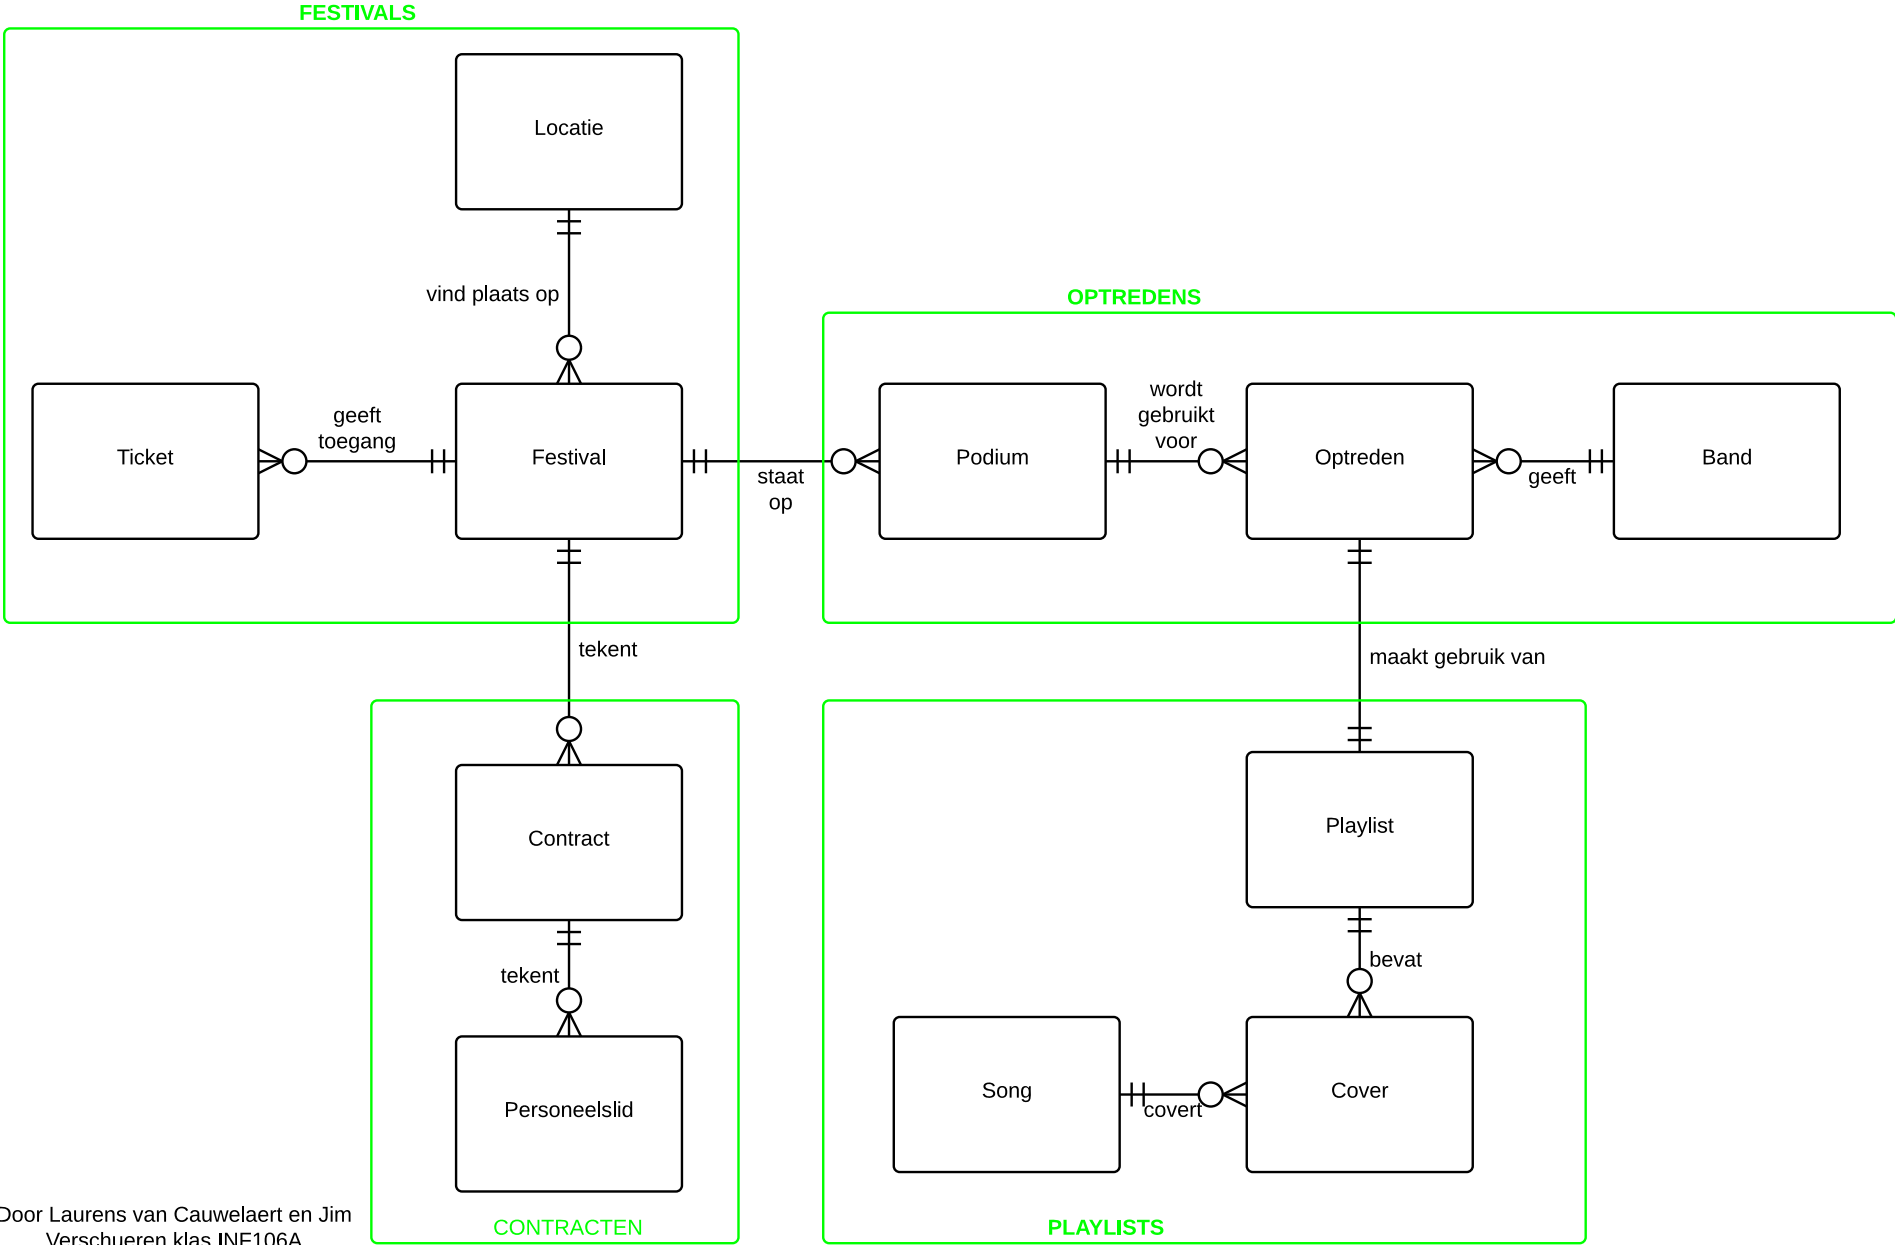 FESTIVALS
Locatie
vind plaats op
OPTREDENS
Ticket
geeft
toegang
Festival
staat
op
Podium
wordt
gebruikt
voor
Optreden
geeft
Band
tekent
maakt gebruik van
Contract
Playlist
tekent
bevat
Personeelslid
Song
covert
Cover
Door Laurens van Cauwelaert en Jim
Verschueren klas INF106A
CONTRACTEN
PLAYLISTS